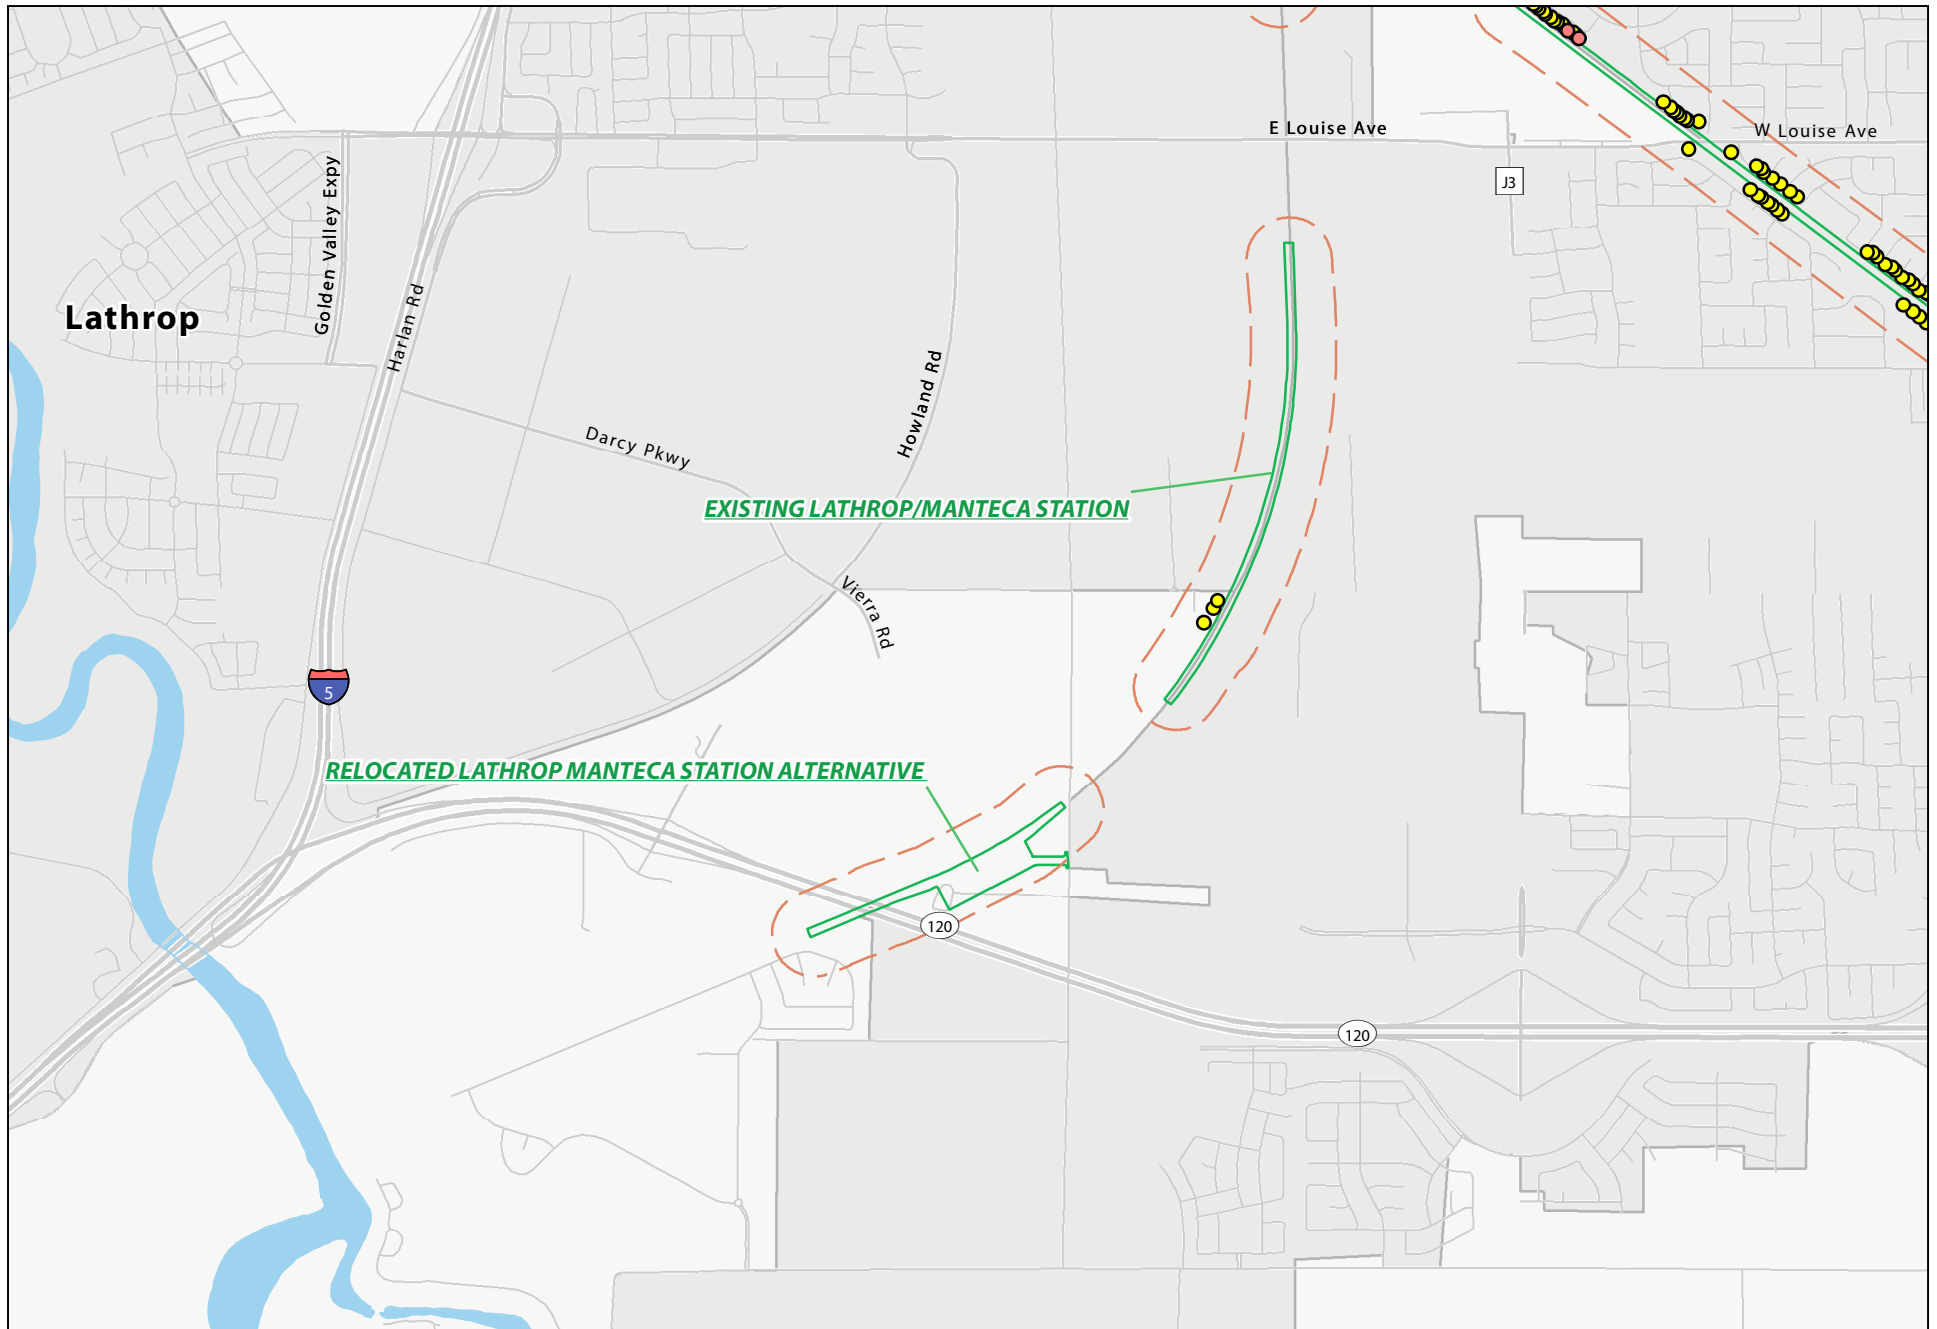 E Louise Ave
W Louise Ave
J3
Golden Valley Expy
Harlan Rd
Lathrop
Howland Rd
Darcy Pkwy
EXISTING LATHROP/MANTECA STATION
Vierra Rd
5
RELOCATED LATHROP MANTECA STATION ALTERNATIVE
120
120